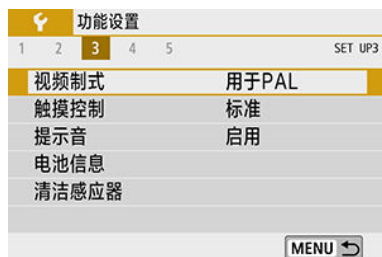 功能设置
1 2 3 4 5 SET UP3
视频制式 用于PAL
触摸控制 标准
提示音 启用
电池信息
清洁感应器
MENU